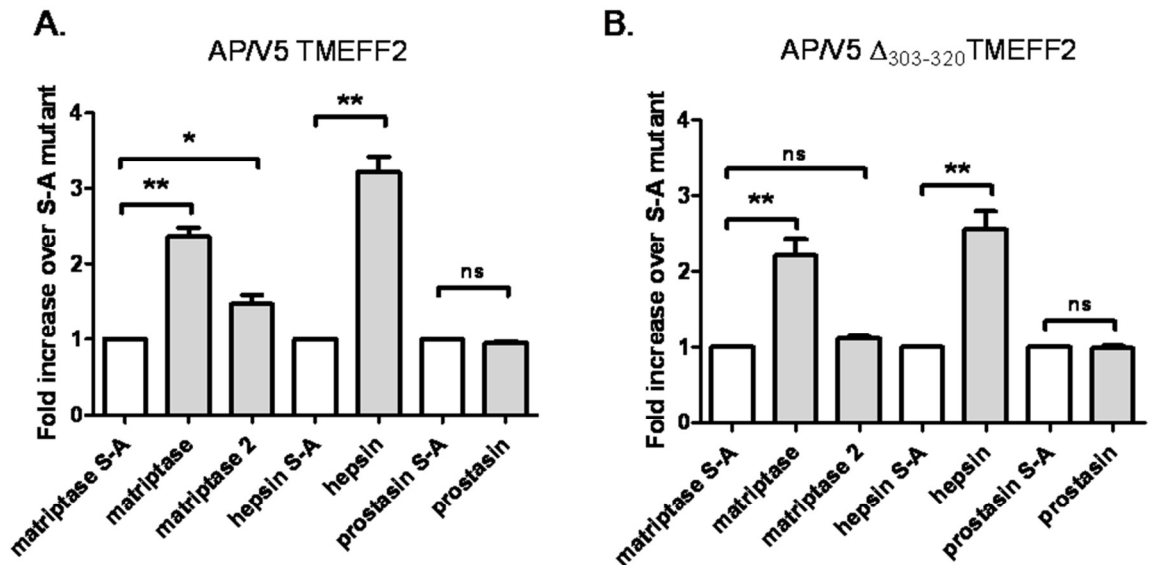 A.
AP/V5 TMEFF2
Fold increase over S-A mutant
4
3
2
1
0
*
**
**
ns
matriptase S-A
matriptase
matriptase 2
hepsin S-A
hepsin
prostasin S-A
prostasin
B.
AP/V5 Δ303-320TMEFF2
Fold increase over S-A mutant
4
3
2
1
0
ns
**
**
ns
matriptase S-A
matriptase
matriptase 2
hepsin S-A
hepsin
prostasin S-A
prostasin